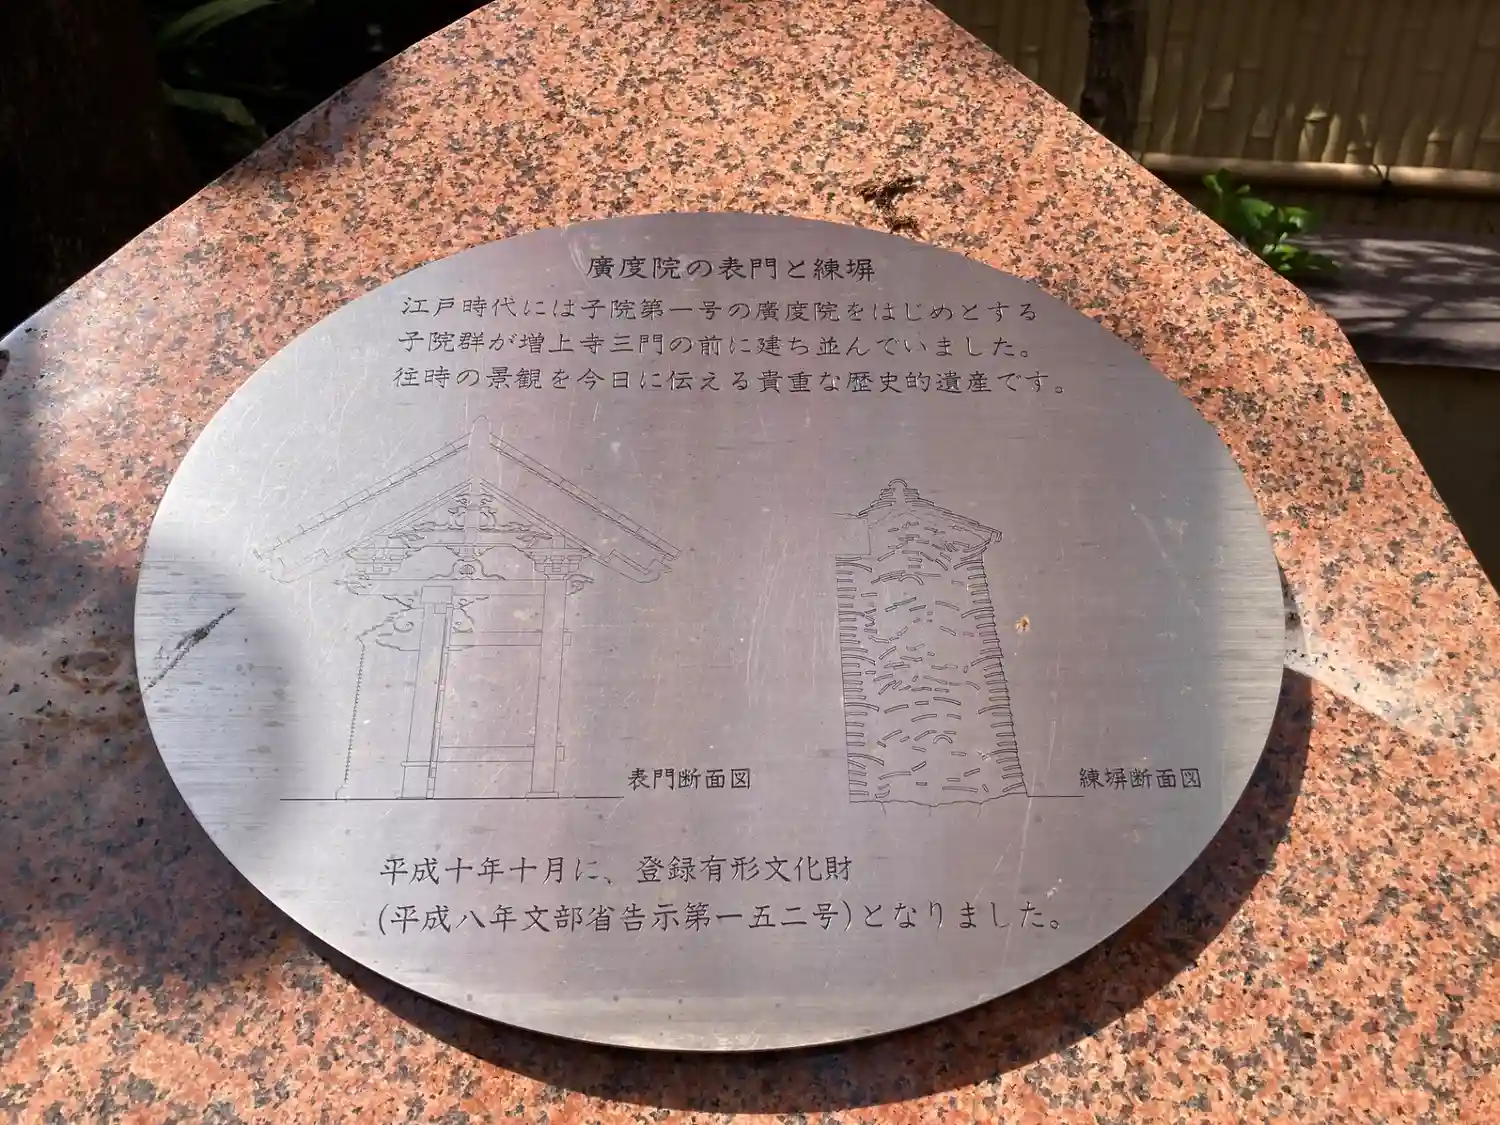 廣度院の表門と練塀
江戸時代には子院第一号の廣度院をはじめとする
子院群が増上寺三門の前に建ち並んでいました。
往時の景観を今日に伝える貴重な歴史的遺産です。
表門断面図
練塀断面図
平成十年十月に、登録有形文化財
(平成八年文部省告示第一五二号)となりました。